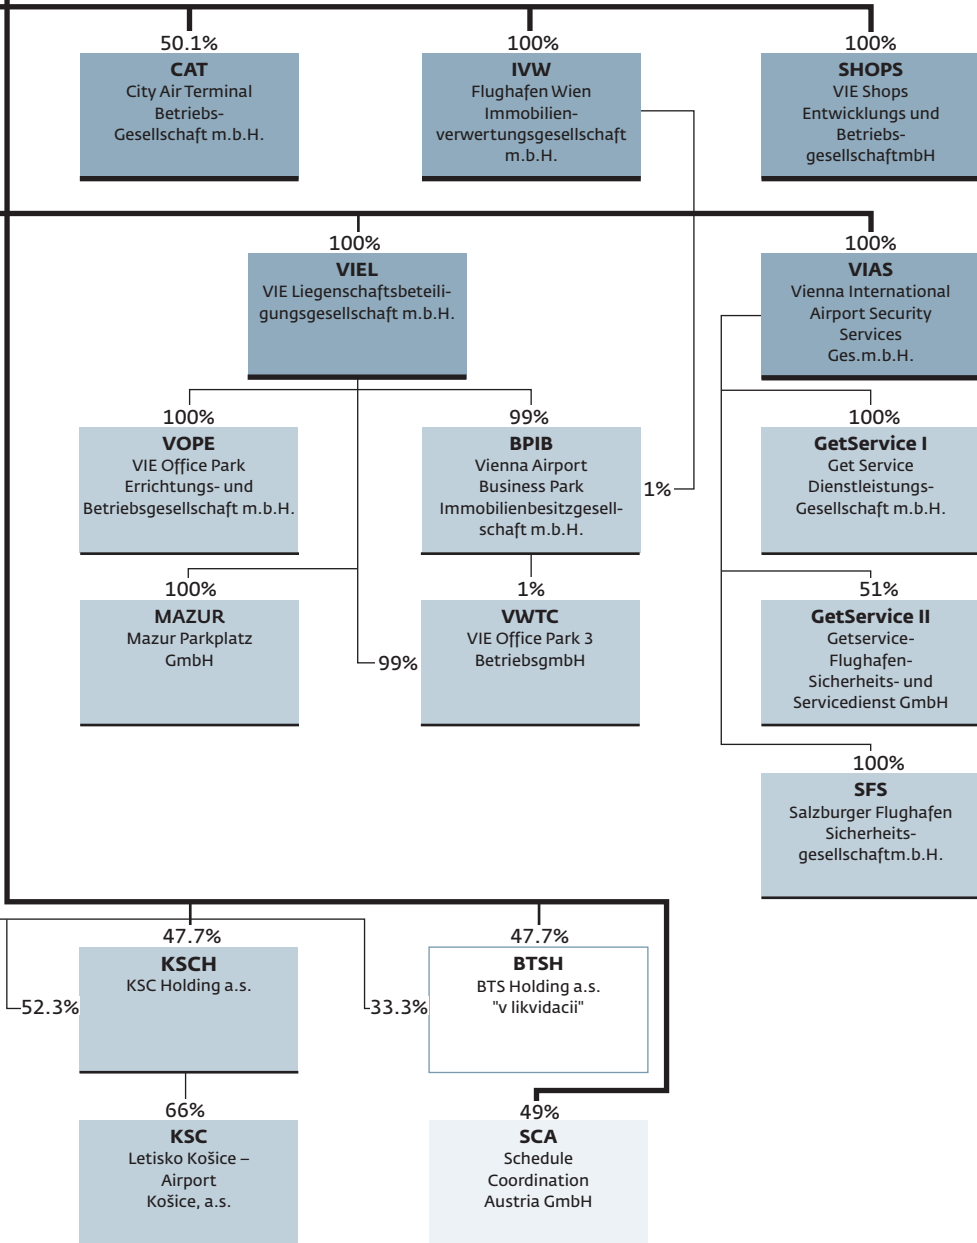 50.1%
CAT
City Air Terminal
Betriebs-
Gesellschaft m.b.H.
100%
IVW
Flughafen Wien
Immobilien-
verwertungsgesellschaft
m.b.H.
100%
SHOPS
VIE Shops
Entwicklungs und
Betriebs-
gesellschaftmbH
100%
VIEL
VIE Liegenschaftsbeteili-
gungsgesellschaft m.b.H.
100%
VIAS
Vienna International
Airport Security
Services
Ges.m.b.H.
100%
VOPE
VIE Office Park
Errichtungs- und
Betriebsgesellschaft m.b.H.
99%
BPIB
Vienna Airport
Business Park
Immobilienbesitzgesell-
schaft m.b.H.
1%
100%
GetService I
Get Service
Dienstleistungs-
Gesellschaft m.b.H.
100%
MAZUR
Mazur Parkplatz
GmbH
99%
1%
VWTC
VIE Office Park 3
BetriebsgmbH
51%
GetService II
Getservice-
Flughafen-
Sicherheits- und
Servicedienst GmbH
100%
SFS
Salzburger Flughafen
Sicherheits-
gesellschaftm.b.H.
52.3%
47.7%
KSCH
KSC Holding a.s.
33.3%
47.7%
BTSH
BTS Holding a.s.
"v likvidacii"
66%
KSC
Letisko Košice –
Airport
Košice, a.s.
49%
SCA
Schedule
Coordination
Austria GmbH